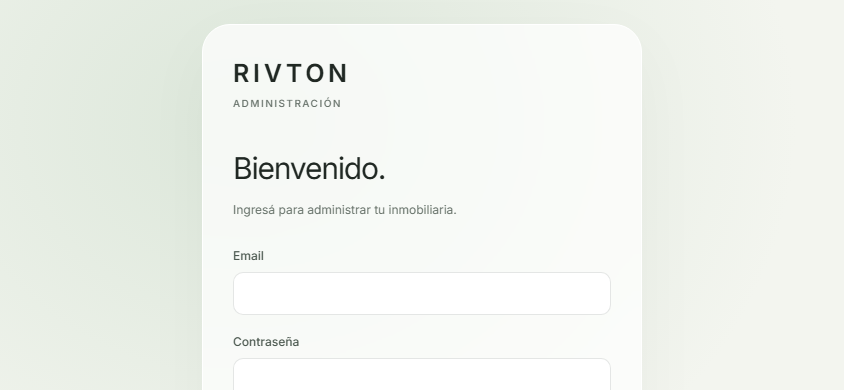 RIVTON
ADMINISTRACIÓN
Bienvenido.
Ingresá para administrar tu inmobiliaria.
Email
Contraseña